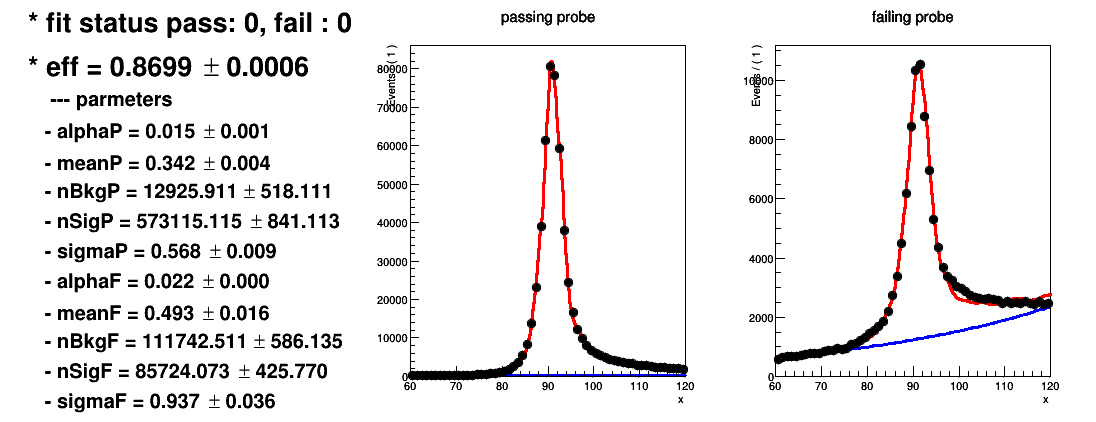 * fit status pass: 0, fail : 0
* eff = 0.8699 ± 0.0006
--- parmeters
- alphaP = 0.015 ± 0.001
- meanP = 0.342 ± 0.004
- nBkgP = 12925.911 ± 518.111
- nSigP = 573115.115 ± 841.113
- sigmaP = 0.568 ± 0.009
- alphaF = 0.022 ± 0.000
- meanF = 0.493 ± 0.016
- nBkgF = 111742.511 ± 586.135
- nSigF = 85724.073 ± 425.770
- sigmaF = 0.937 ± 0.036
passing probe
Events / ( 1 )
80000
70000
60000
50000
40000
30000
20000
10000
0
60 70 80 90 100 110 120
x
failing probe
Events / ( 1 )
10000
8000
6000
4000
2000
0
60 70 80 90 100 110 120
x